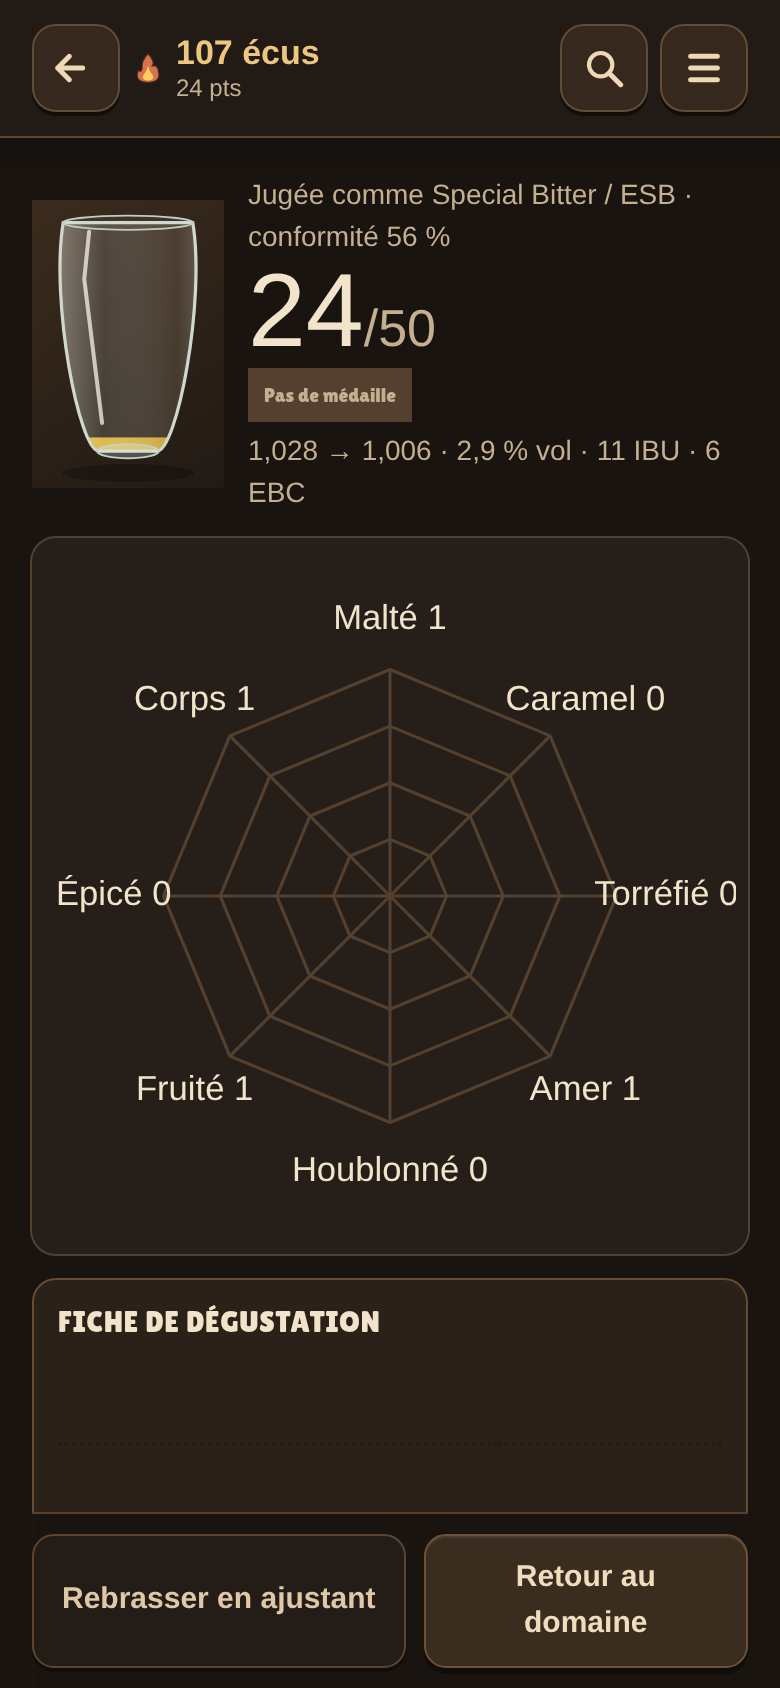 107 écus
24 pts
Jugée comme Special Bitter / ESB ·
conformité 56 %
24/50
Pas de médaille
1,028 → 1,006 · 2,9 % vol · 11 IBU · 6
EBC
Malté 1
Corps 1
Caramel 0
Épicé 0
Torréfié 0
Fruité 1
Amer 1
Houblonné 0
FICHE DE DÉGUSTATION
Rebrasser en ajustant
Retour au
domaine